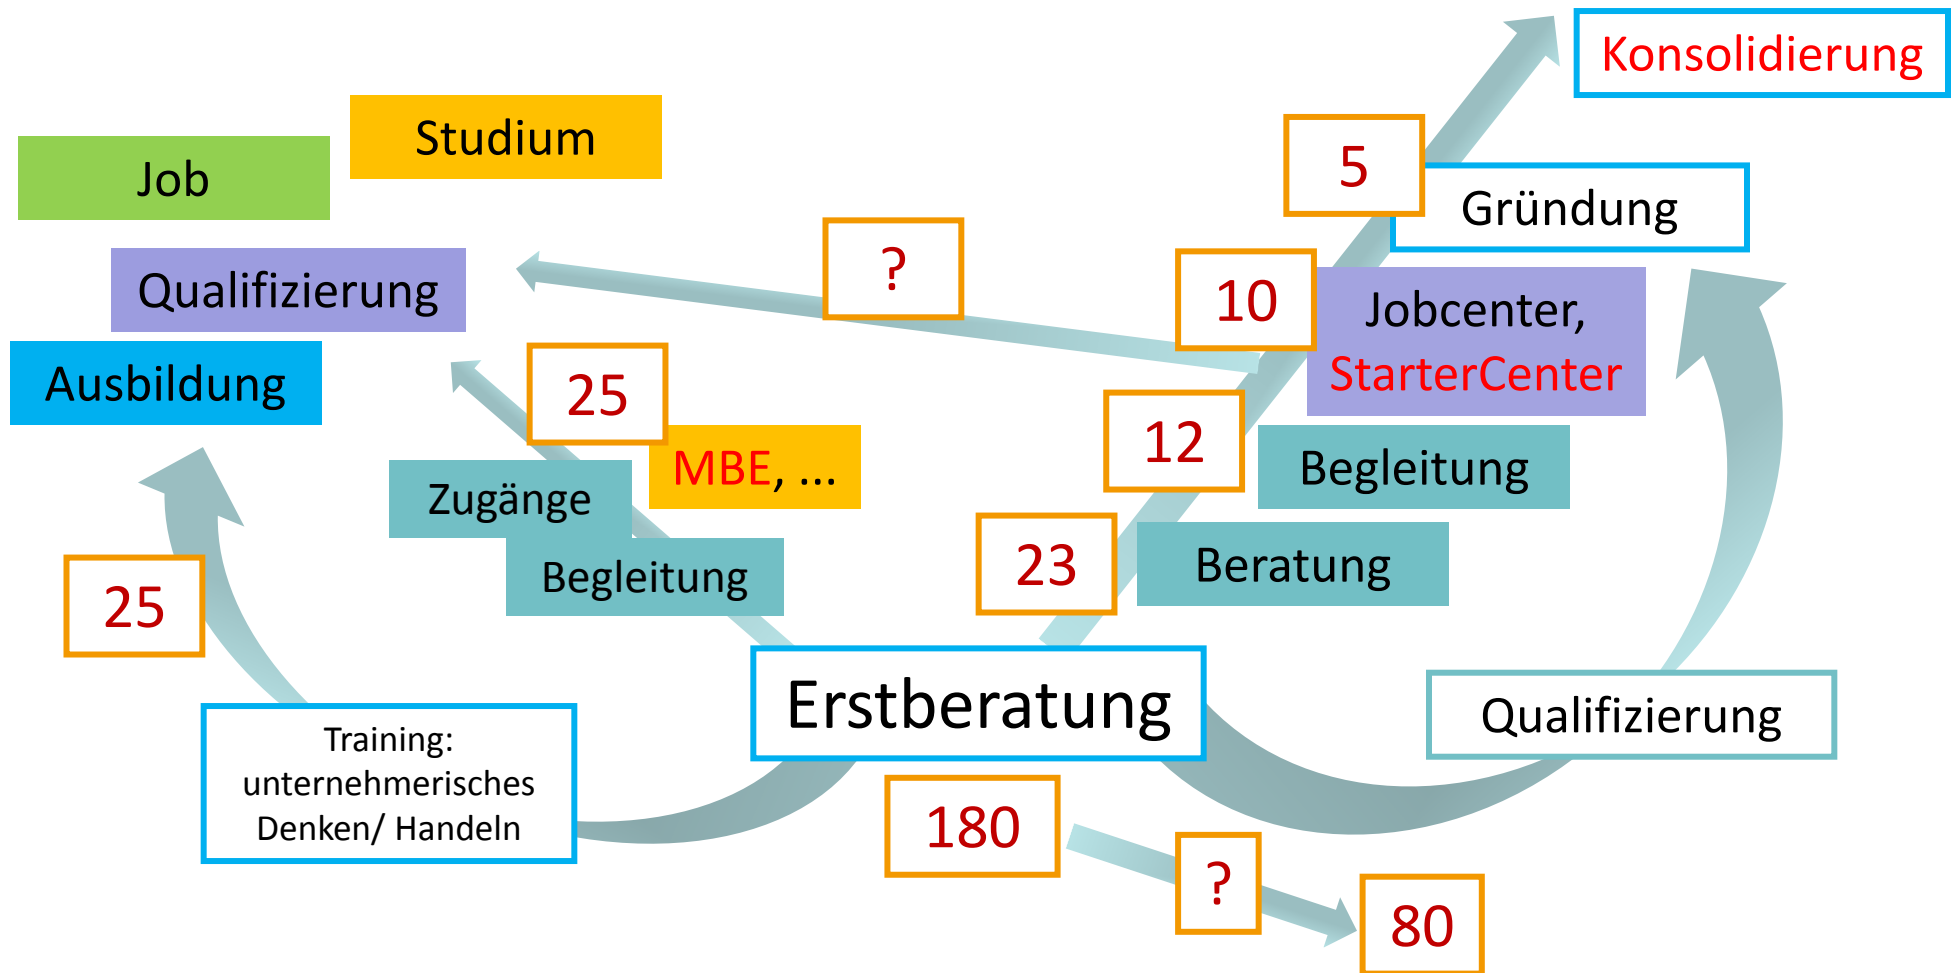 Konsolidierung
Studium
Job
5
Gründung
?
Qualifizierung
10
Jobcenter,
StarterCenter
Ausbildung
25
12
MBE, ...
Begleitung
Zugänge
23
Beratung
Begleitung
25
Erstberatung
Qualifizierung
Training:
unternehmerisches
Denken/ Handeln
180
?
80